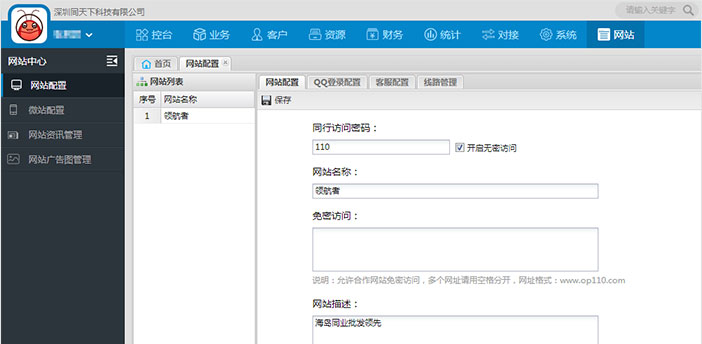 深圳同天下科技有限公司
请输入关键字
控台 业务 客户 资源 财务 统计 对接 系统 网站
网站中心
网站配置
微站配置
网站资讯管理
网站广告图管理
首页 网站配置
网站列表
序号 网站名称
1 领航者
网站配置 QQ登录配置 客服配置 线路管理
保存
同行访问密码：
110 开启无密访问
网站名称：
领航者
免密访问：
说明：允许合作网站免密访问，多个网址请用空格分开，网址格式：www.op110.com
网站描述：
海岛同业批发领先